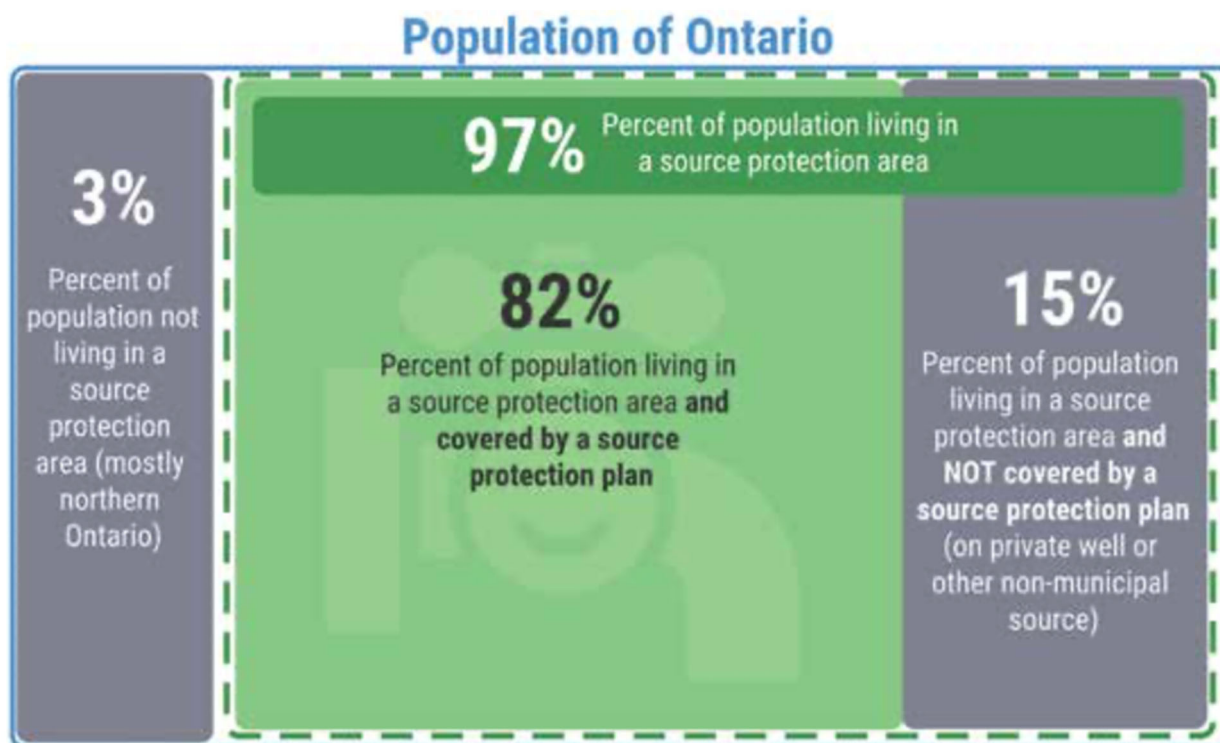 Population of Ontario
3%
Percent of
population not
living in a
source
protection
area (mostly
northern
Ontario)
97%
Percent of population living in
a source protection area
82%
Percent of population living in
a source protection area and
covered by a source
protection plan
15%
Percent of population
living in a source
protection area and
NOT covered by a
source protection plan
(on private well or
other non-municipal
source)